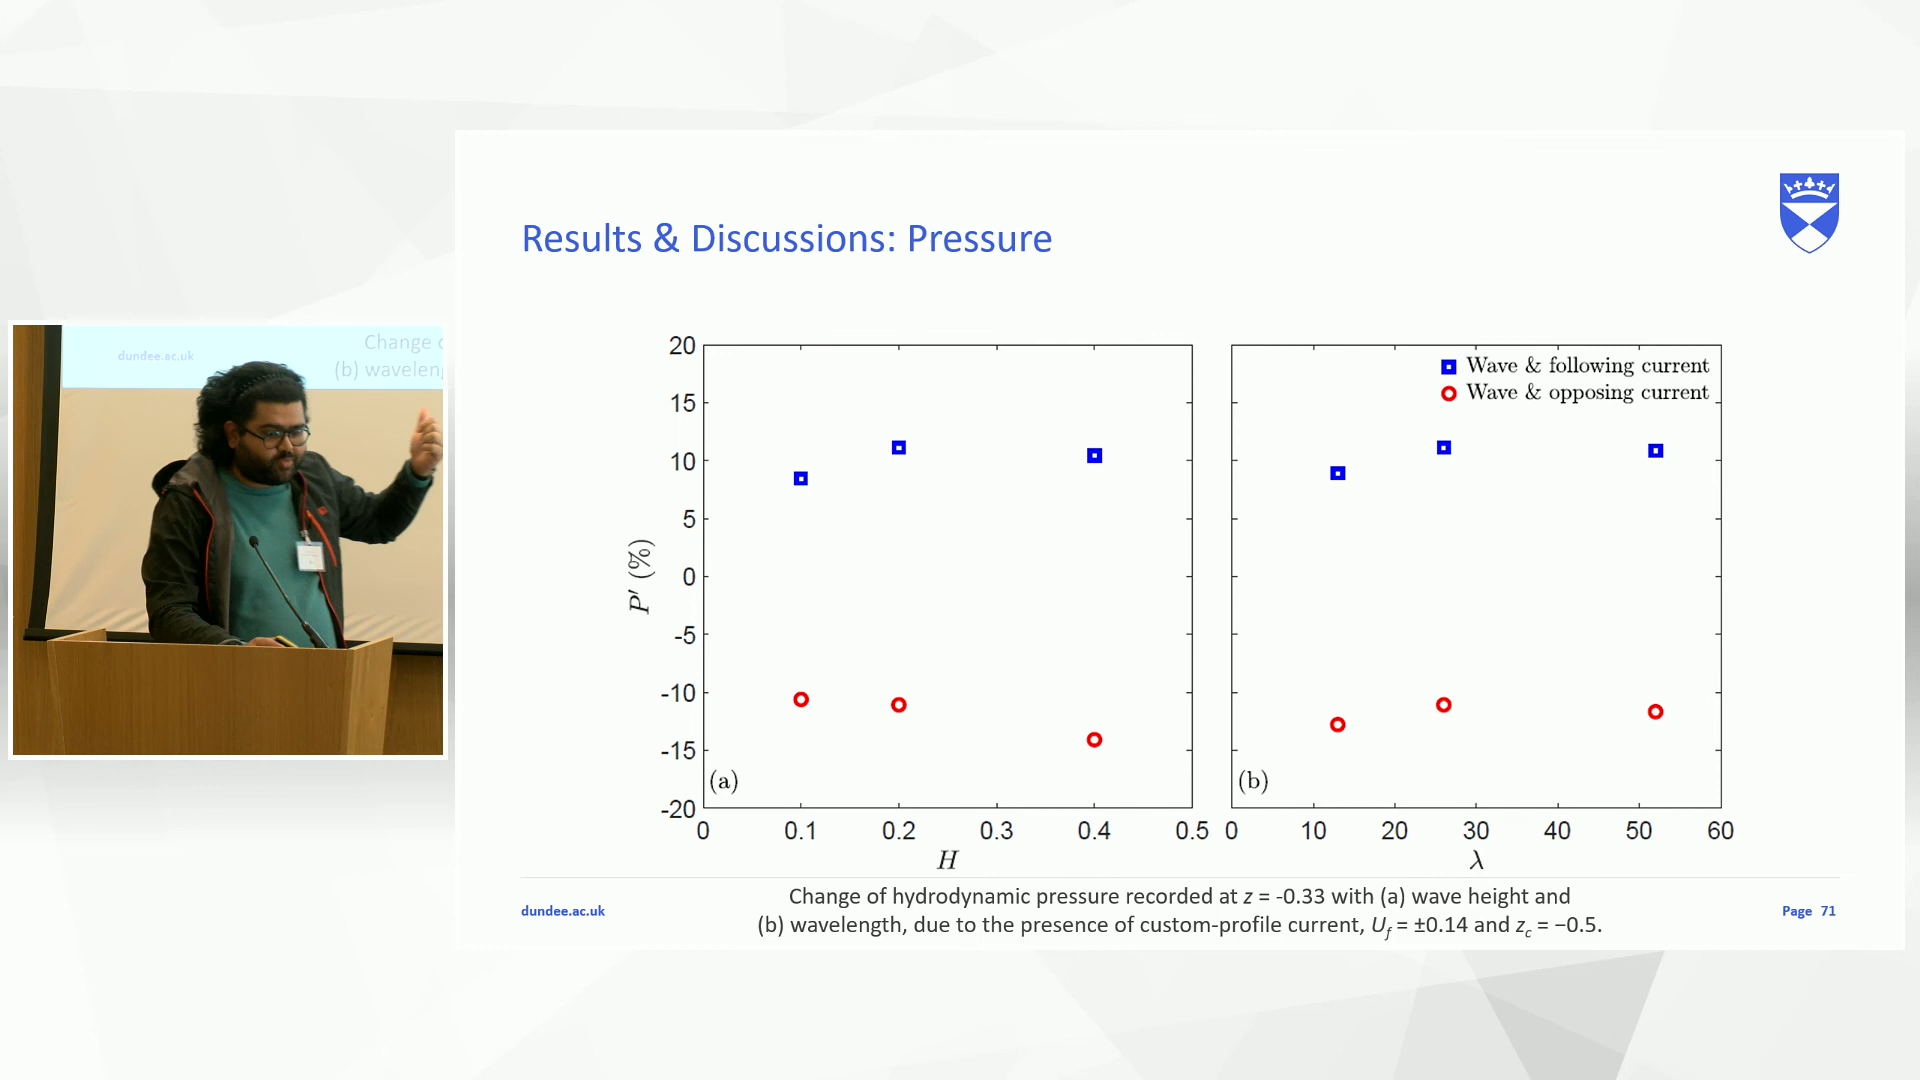 Change
(b) wavelen
dundee.ac.uk
Results & Discussions: Pressure
P' (%)
20
15
10
5
0
-5
-10
-15
-20
(a)
0 0.1 0.2 0.3 0.4 0.5
H
Wave & following current
Wave & opposing current
(b)
0 10 20 30 40 50 60
λ
Change of hydrodynamic pressure recorded at z = -0.33 with (a) wave height and
(b) wavelength, due to the presence of custom-profile current, U_f = ±0.14 and z_c = −0.5.
dundee.ac.uk
Page 71